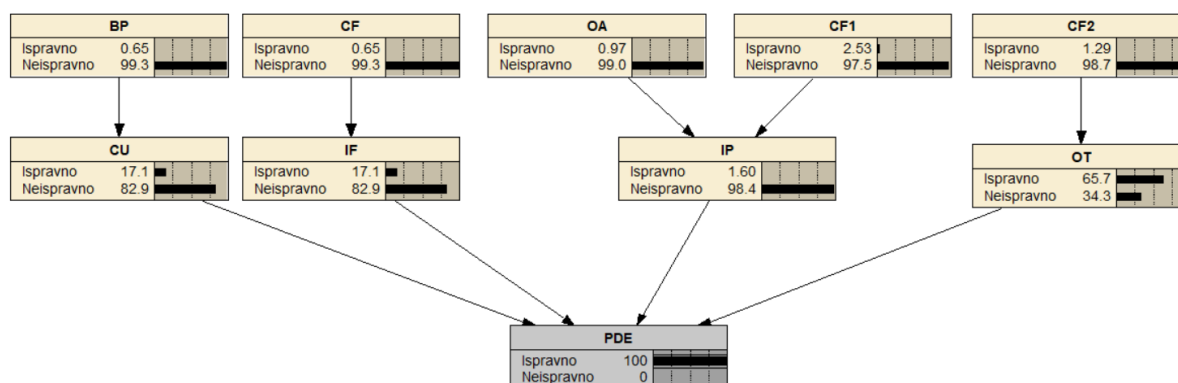 BP
Ispravno 0.65
Neispravno 99.3
CF
Ispravno 0.65
Neispravno 99.3
OA
Ispravno 0.97
Neispravno 99.0
CF1
Ispravno 2.53
Neispravno 97.5
CF2
Ispravno 1.29
Neispravno 98.7
CU
Ispravno 17.1
Neispravno 82.9
IF
Ispravno 17.1
Neispravno 82.9
IP
Ispravno 1.60
Neispravno 98.4
OT
Ispravno 65.7
Neispravno 34.3
PDE
Ispravno 100
Neispravno 0